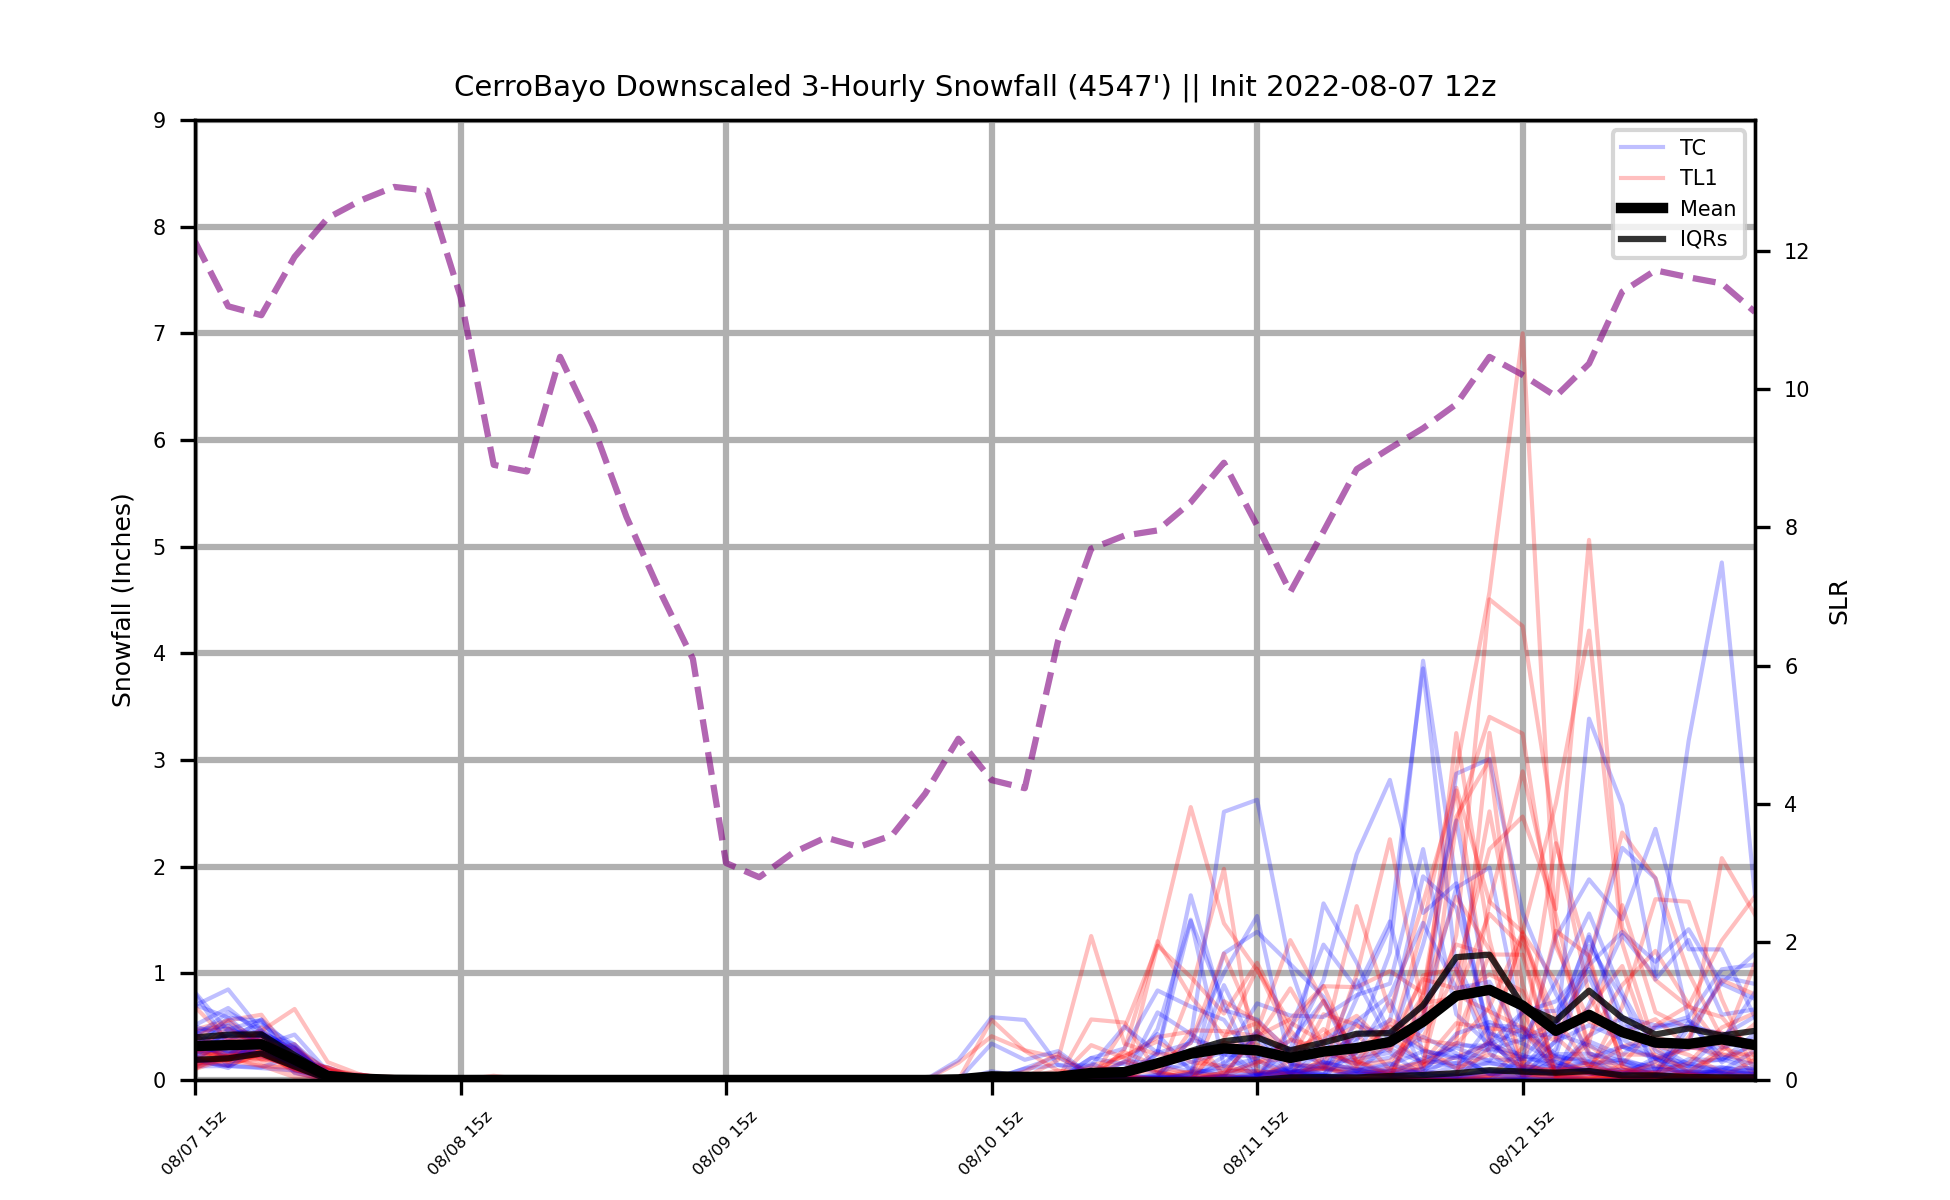 CerroBayo Downscaled 3-Hourly Snowfall (4547') || Init 2022-08-07 12z
TC
TL1
Mean
IQRs
9
8
7
6
5
4
3
2
1
0
Snowfall (Inches)
12
10
8
6
4
2
0
SLR
08/07 15z
08/08 15z
08/09 15z
08/10 15z
08/11 15z
08/12 15z